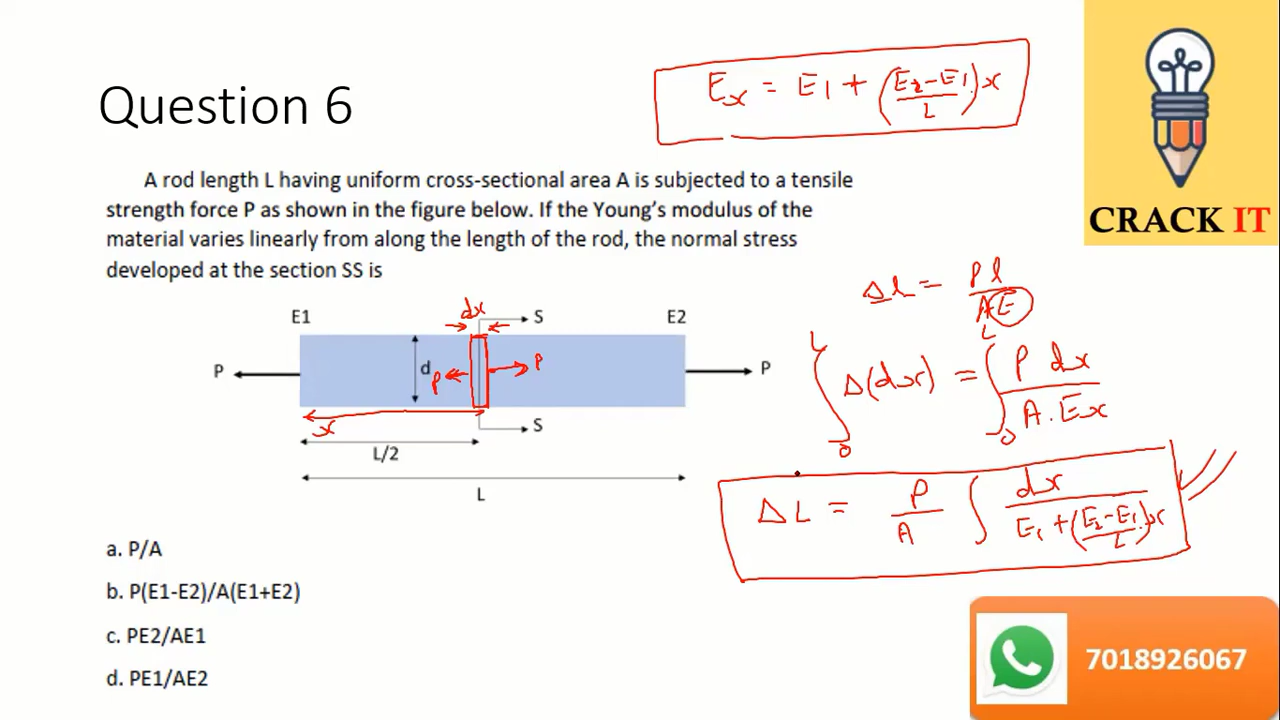 Question 6
Ex = E1 + (E2-E1/L)x
CRACK IT
A rod length L having uniform cross-sectional area A is subjected to a tensile
strength force P as shown in the figure below. If the Young's modulus of the
material varies linearly from along the length of the rod, the normal stress
developed at the section SS is
E1
dx
S
E2
P
d
P
P
P
x
S
L/2
L
Δl = Pl/AE
∫₀ᴸ Δ(dx) = ∫₀ᴸ P dx/A.Ex
ΔL = P/A ∫ dx/E1+(E2-E1/L)x
a. P/A
b. P(E1-E2)/A(E1+E2)
c. PE2/AE1
d. PE1/AE2
7018926067